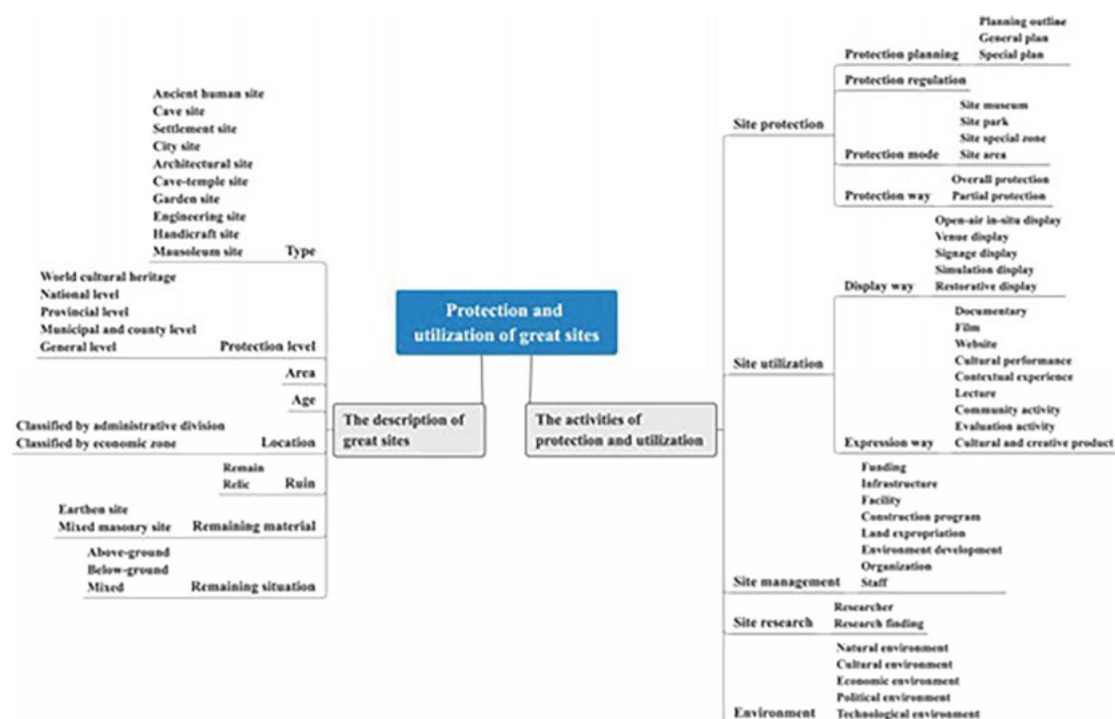 Protection and
utilization of great sites
The description of
great sites
Type
Ancient human site
Cave site
Settlement site
City site
Architectural site
Cave-temple site
Garden site
Engineering site
Handicraft site
Mausoleum site
Protection level
World cultural heritage
National level
Provincial level
Municipal and county level
General level
Area
Age
Location
Classified by administrative division
Classified by economic zone
Ruin
Remain
Relic
Remaining material
Earthen site
Mixed masonry site
Remaining situation
Above-ground
Below-ground
Mixed
The activities of
protection and utilization
Site protection
Protection planning
Planning outline
General plan
Special plan
Protection regulation
Protection mode
Site museum
Site park
Site special zone
Site area
Protection way
Overall protection
Partial protection
Site utilization
Display way
Open-air in-situ display
Venue display
Signage display
Simulation display
Restorative display
Expression way
Documentary
Film
Website
Cultural performance
Contextual experience
Lecture
Community activity
Evaluation activity
Cultural and creative product
Site management
Funding
Infrastructure
Facility
Construction program
Land expropriation
Environment development
Organization
Staff
Site research
Researcher
Research finding
Environment
Natural environment
Cultural environment
Economic environment
Political environment
Technological environment